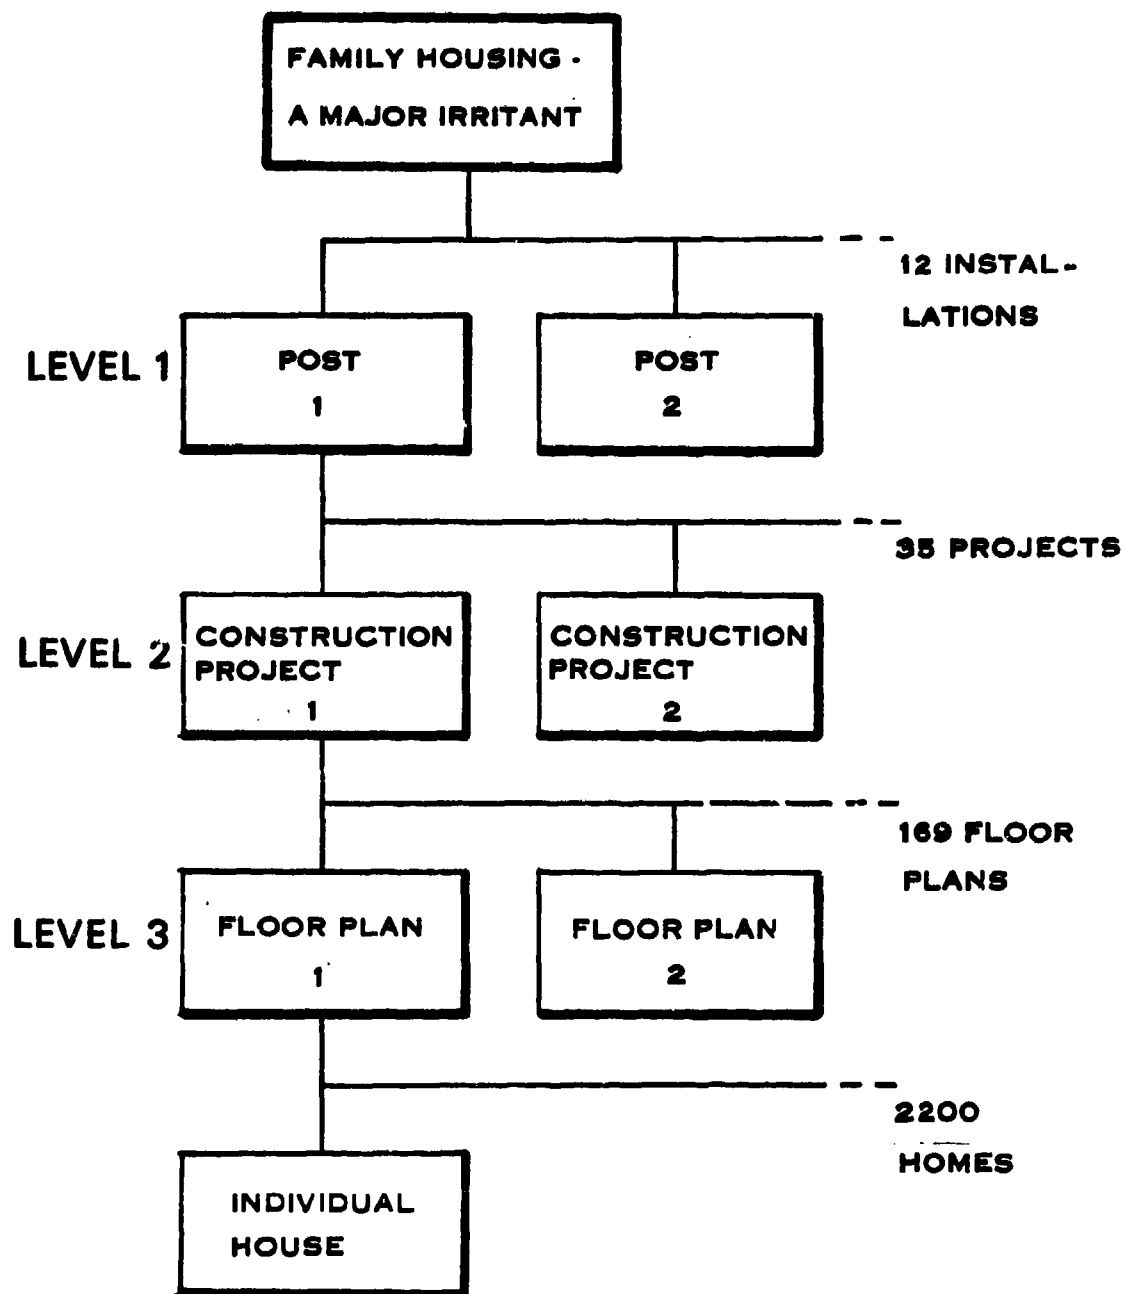 FAMILY HOUSING -
A MAJOR IRRITANT
12 INSTAL-
LATIONS
LEVEL 1
POST
1
POST
2
35 PROJECTS
LEVEL 2
CONSTRUCTION
PROJECT
1
CONSTRUCTION
PROJECT
2
169 FLOOR
PLANS
LEVEL 3
FLOOR PLAN
1
FLOOR PLAN
2
2200
HOMES
INDIVIDUAL
HOUSE